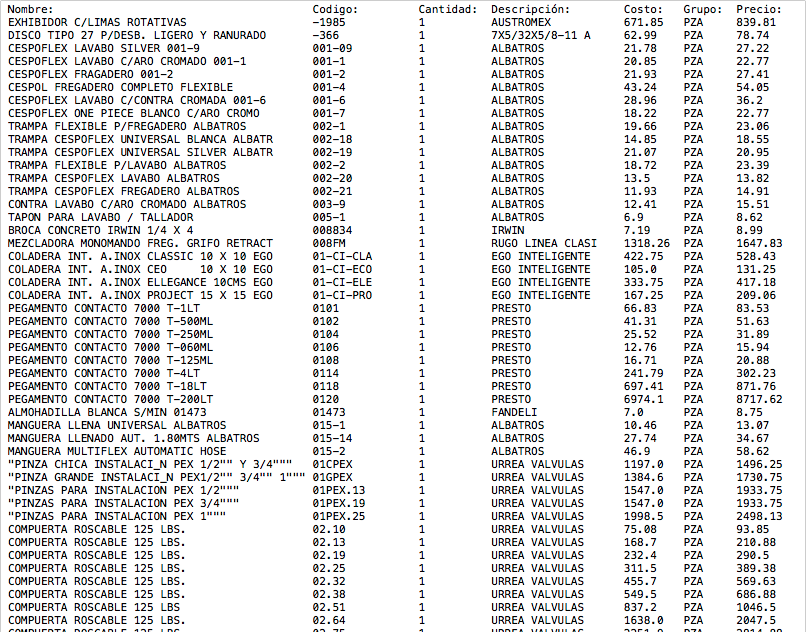 Nombre: Codigo: Cantidad: Descripción: Costo: Grupo: Precio:
EXHIBIDOR C/LIMAS ROTATIVAS -1985 1 AUSTROMEX 671.85 PZA 839.81
DISCO TIPO 27 P/DESB. LIGERO Y RANURADO -366 1 7X5/32X5/8-11 A 62.99 PZA 78.74
CESPOFLEX LAVABO SILVER 001-9 001-09 1 ALBATROS 21.78 PZA 27.22
CESPOFLEX LAVABO C/ARO CROMADO 001-1 001-1 1 ALBATROS 20.85 PZA 22.77
CESPOFLEX FRAGADERO 001-2 001-2 1 ALBATROS 21.93 PZA 27.41
CESPOL FREGADERO COMPLETO FLEXIBLE 001-4 1 ALBATROS 43.24 PZA 54.05
CESPOFLEX LAVABO C/CONTRA CROMADA 001-6 001-6 1 ALBATROS 28.96 PZA 36.2
CESPOFLEX ONE PIECE BLANCO C/ARO CROMO 001-7 1 ALBATROS 18.22 PZA 22.77
TRAMPA FLEXIBLE P/FREGADERO ALBATROS 002-1 1 ALBATROS 19.66 PZA 23.06
TRAMPA CESPOFLEX UNIVERSAL BLANCA ALBATR 002-18 1 ALBATROS 14.85 PZA 18.55
TRAMPA CESPOFLEX UNIVERSAL SILVER ALBATR 002-19 1 ALBATROS 21.07 PZA 20.95
TRAMPA FLEXIBLE P/LAVABO ALBATROS 002-2 1 ALBATROS 18.72 PZA 23.39
TRAMPA CESPOFLEX LAVABO ALBATROS 002-20 1 ALBATROS 13.5 PZA 13.82
TRAMPA CESPOFLEX FREGADERO ALBATROS 002-21 1 ALBATROS 11.93 PZA 14.91
CONTRA LAVABO C/ARO CROMADO ALBATROS 003-9 1 ALBATROS 12.41 PZA 15.51
TAPON PARA LAVABO / TALLADOR 005-1 1 ALBATROS 6.9 PZA 8.62
BROCA CONCRETO IRWIN 1/4 X 4 008834 1 IRWIN 7.19 PZA 8.99
MEZCLADORA MONOMANDO FREG. GRIFO RETRACT 008FM 1 RUGO LINEA CLASI 1318.26 PZA 1647.83
COLADERA INT. A.INOX CLASSIC 10 X 10 EGO 01-CI-CLA 1 EGO INTELIGENTE 422.75 PZA 528.43
COLADERA INT. A.INOX CEO 10 X 10 EGO 01-CI-ECO 1 EGO INTELIGENTE 105.0 PZA 131.25
COLADERA INT. A.INOX ELLEGANCE 10CMS EGO 01-CI-ELE 1 EGO INTELIGENTE 333.75 PZA 417.18
COLADERA INT. A.INOX PROJECT 15 X 15 EGO 01-CI-PRO 1 EGO INTELIGENTE 167.25 PZA 209.06
PEGAMENTO CONTACTO 7000 T-1LT 0101 1 PRESTO 66.83 PZA 83.53
PEGAMENTO CONTACTO 7000 T-500ML 0102 1 PRESTO 41.31 PZA 51.63
PEGAMENTO CONTACTO 7000 T-250ML 0104 1 PRESTO 25.52 PZA 31.89
PEGAMENTO CONTACTO 7000 T-060ML 0106 1 PRESTO 12.76 PZA 15.94
PEGAMENTO CONTACTO 7000 T-125ML 0108 1 PRESTO 16.71 PZA 20.88
PEGAMENTO CONTACTO 7000 T-4LT 0114 1 PRESTO 241.79 PZA 302.23
PEGAMENTO CONTACTO 7000 T-18LT 0118 1 PRESTO 697.41 PZA 871.76
PEGAMENTO CONTACTO 7000 T-200LT 0120 1 PRESTO 6974.1 PZA 8717.62
ALMOHADILLA BLANCA S/MIN 01473 01473 1 FANDELI 7.0 PZA 8.75
MANGUERA LLENA UNIVERSAL ALBATROS 015-1 1 ALBATROS 10.46 PZA 13.07
MANGUERA LLENADO AUT. 1.80MTS ALBATROS 015-14 1 ALBATROS 27.74 PZA 34.67
MANGUERA MULTIFLEX AUTOMATIC HOSE 015-2 1 ALBATROS 46.9 PZA 58.62
"PINZA CHICA INSTALACI_N PEX 1/2"" Y 3/4""" 01CPEX 1 URREA VALVULAS 1197.0 PZA 1496.25
"PINZA GRANDE INSTALACI_N PEX1/2"" 3/4"" 1""" 01GPEX 1 URREA VALVULAS 1384.6 PZA 1730.75
"PINZAS PARA INSTALACION PEX 1/2""" 01PEX.13 1 URREA VALVULAS 1547.0 PZA 1933.75
"PINZAS PARA INSTALACION PEX 3/4""" 01PEX.19 1 URREA VALVULAS 1547.0 PZA 1933.75
"PINZAS PARA INSTALACION PEX 1""" 01PEX.25 1 URREA VALVULAS 1998.5 PZA 2498.13
COMPUERTA ROSCABLE 125 LBS. 02.10 1 URREA VALVULAS 75.08 PZA 93.85
COMPUERTA ROSCABLE 125 LBS. 02.13 1 URREA VALVULAS 168.7 PZA 210.88
COMPUERTA ROSCABLE 125 LBS. 02.19 1 URREA VALVULAS 232.4 PZA 290.5
COMPUERTA ROSCABLE 125 LBS. 02.25 1 URREA VALVULAS 311.5 PZA 389.38
COMPUERTA ROSCABLE 125 LBS. 02.32 1 URREA VALVULAS 455.7 PZA 569.63
COMPUERTA ROSCABLE 125 LBS. 02.38 1 URREA VALVULAS 549.5 PZA 686.88
COMPUERTA ROSCABLE 125 LBS 02.51 1 URREA VALVULAS 837.2 PZA 1046.5
COMPUERTA ROSCABLE 125 LBS. 02.64 1 URREA VALVULAS 1638.0 PZA 2047.5
COMPUERTA ROSCABLE 125 LBS. 1 URREA VALVULAS PZA